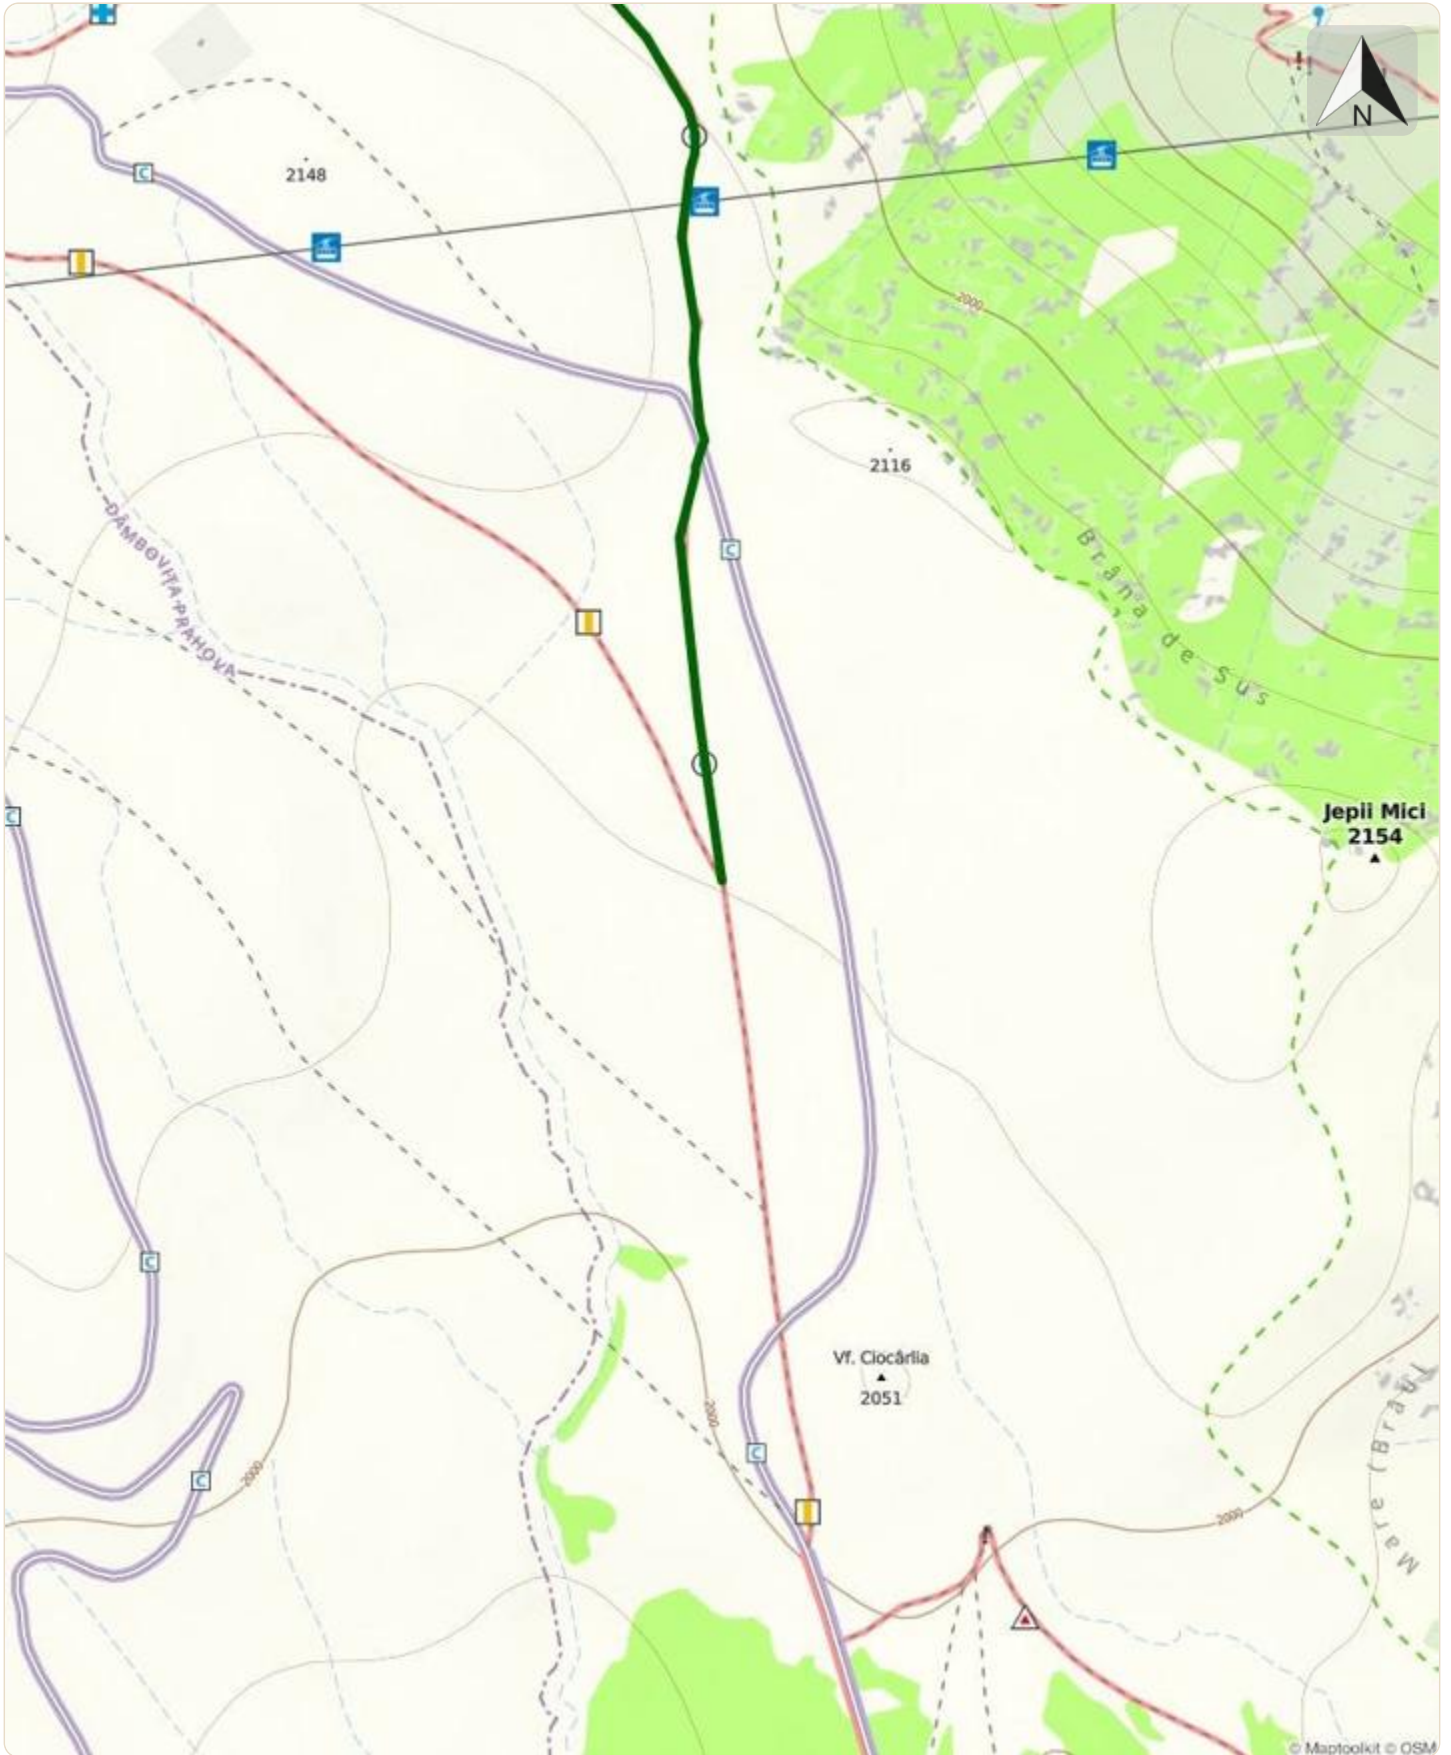 N
C
2148
2000
2116
C
DÂMBOVIȚA-PRAHOVA
Brâna de Sus
Jepii Mici
2154
C
C
Vf. Ciocârlia
2051
2000
C
2000
C
2000
Mare (Brâul
© Maptoolkit © OSM